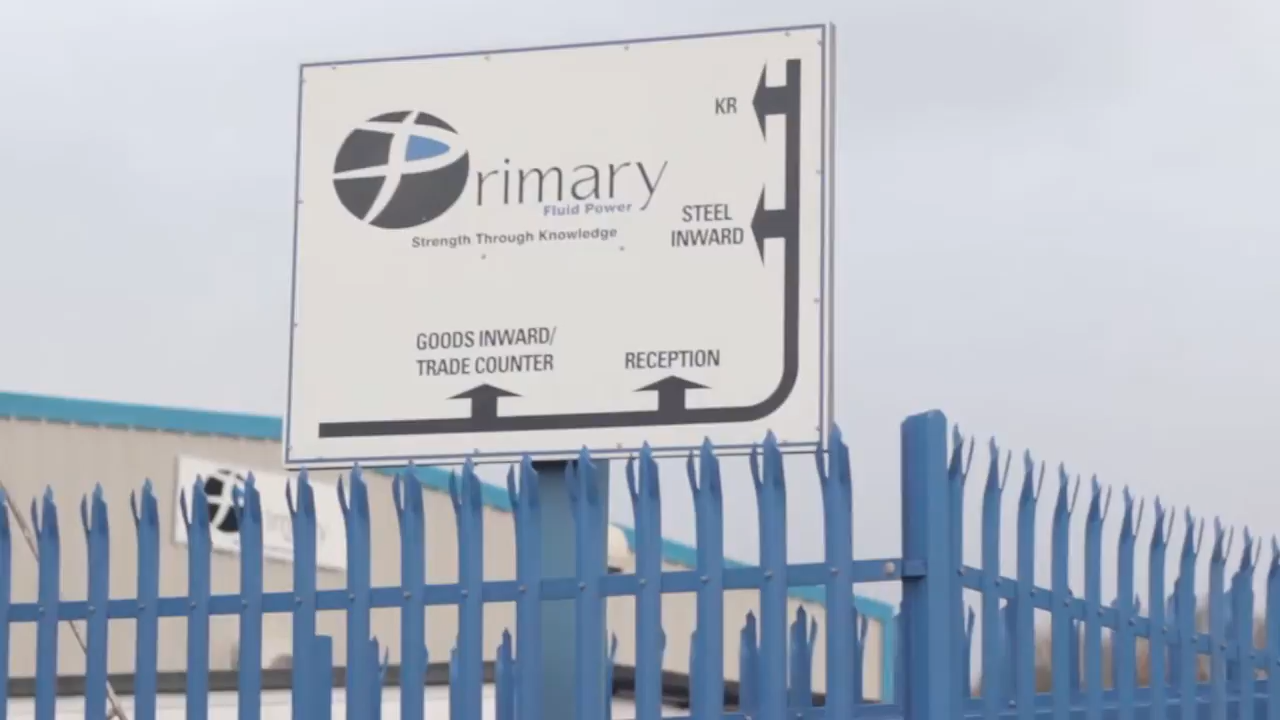 Primary
Fluid Power
Strength Through Knowledge
KR
STEEL
INWARD
GOODS INWARD/
TRADE COUNTER
RECEPTION